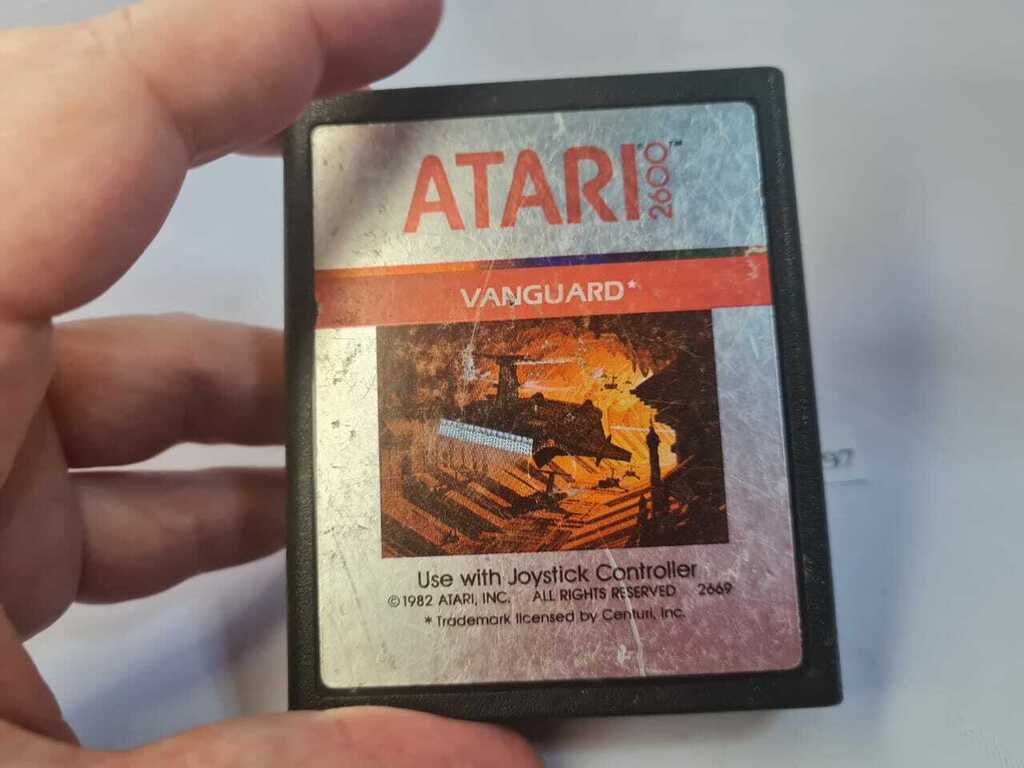 ATARI® 2600™
VANGUARD*
Use with Joystick Controller
©1982 ATARI, INC. ALL RIGHTS RESERVED 2669
* Trademark licensed by Centuri, Inc.
97